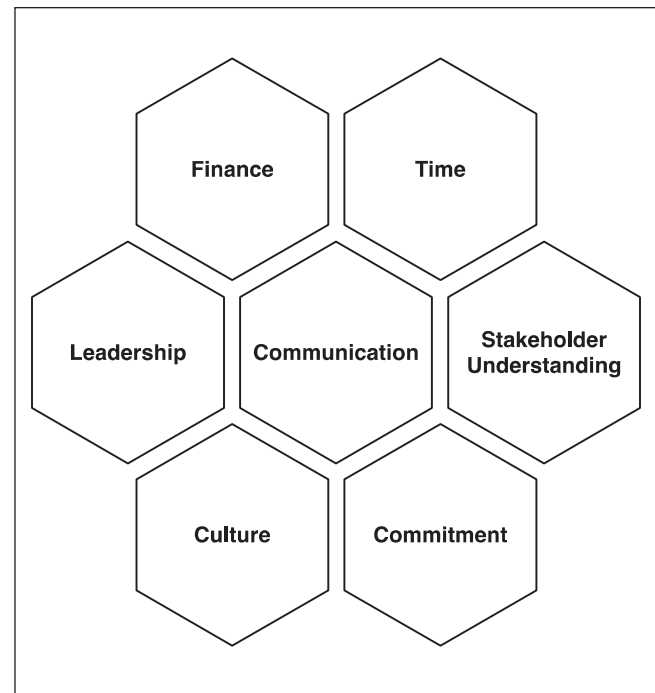 Finance
Time
Leadership
Communication
Stakeholder
Understanding
Culture
Commitment